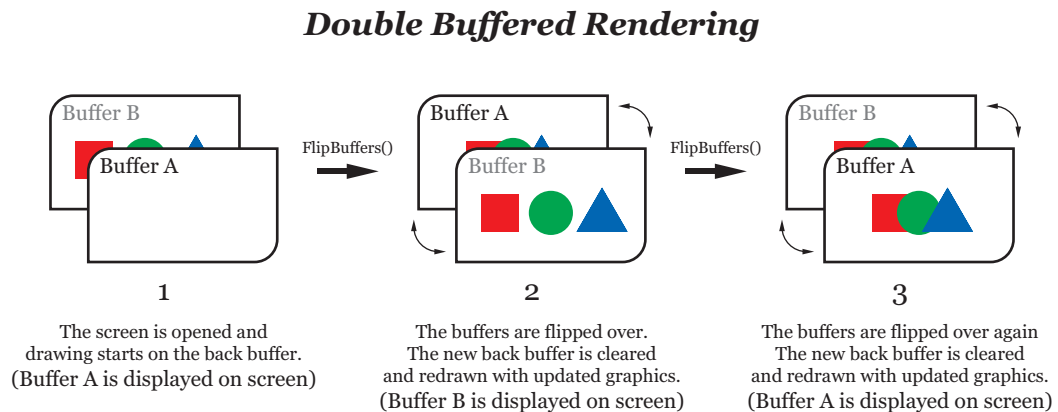 Double Buffered Rendering
Buffer B
Buffer A
FlipBuffers()
Buffer A
Buffer B
FlipBuffers()
Buffer B
Buffer A
1
The screen is opened and
drawing starts on the back buffer.
(Buffer A is displayed on screen)
2
The buffers are flipped over.
The new back buffer is cleared
and redrawn with updated graphics.
(Buffer B is displayed on screen)
3
The buffers are flipped over again
The new back buffer is cleared
and redrawn with updated graphics.
(Buffer A is displayed on screen)